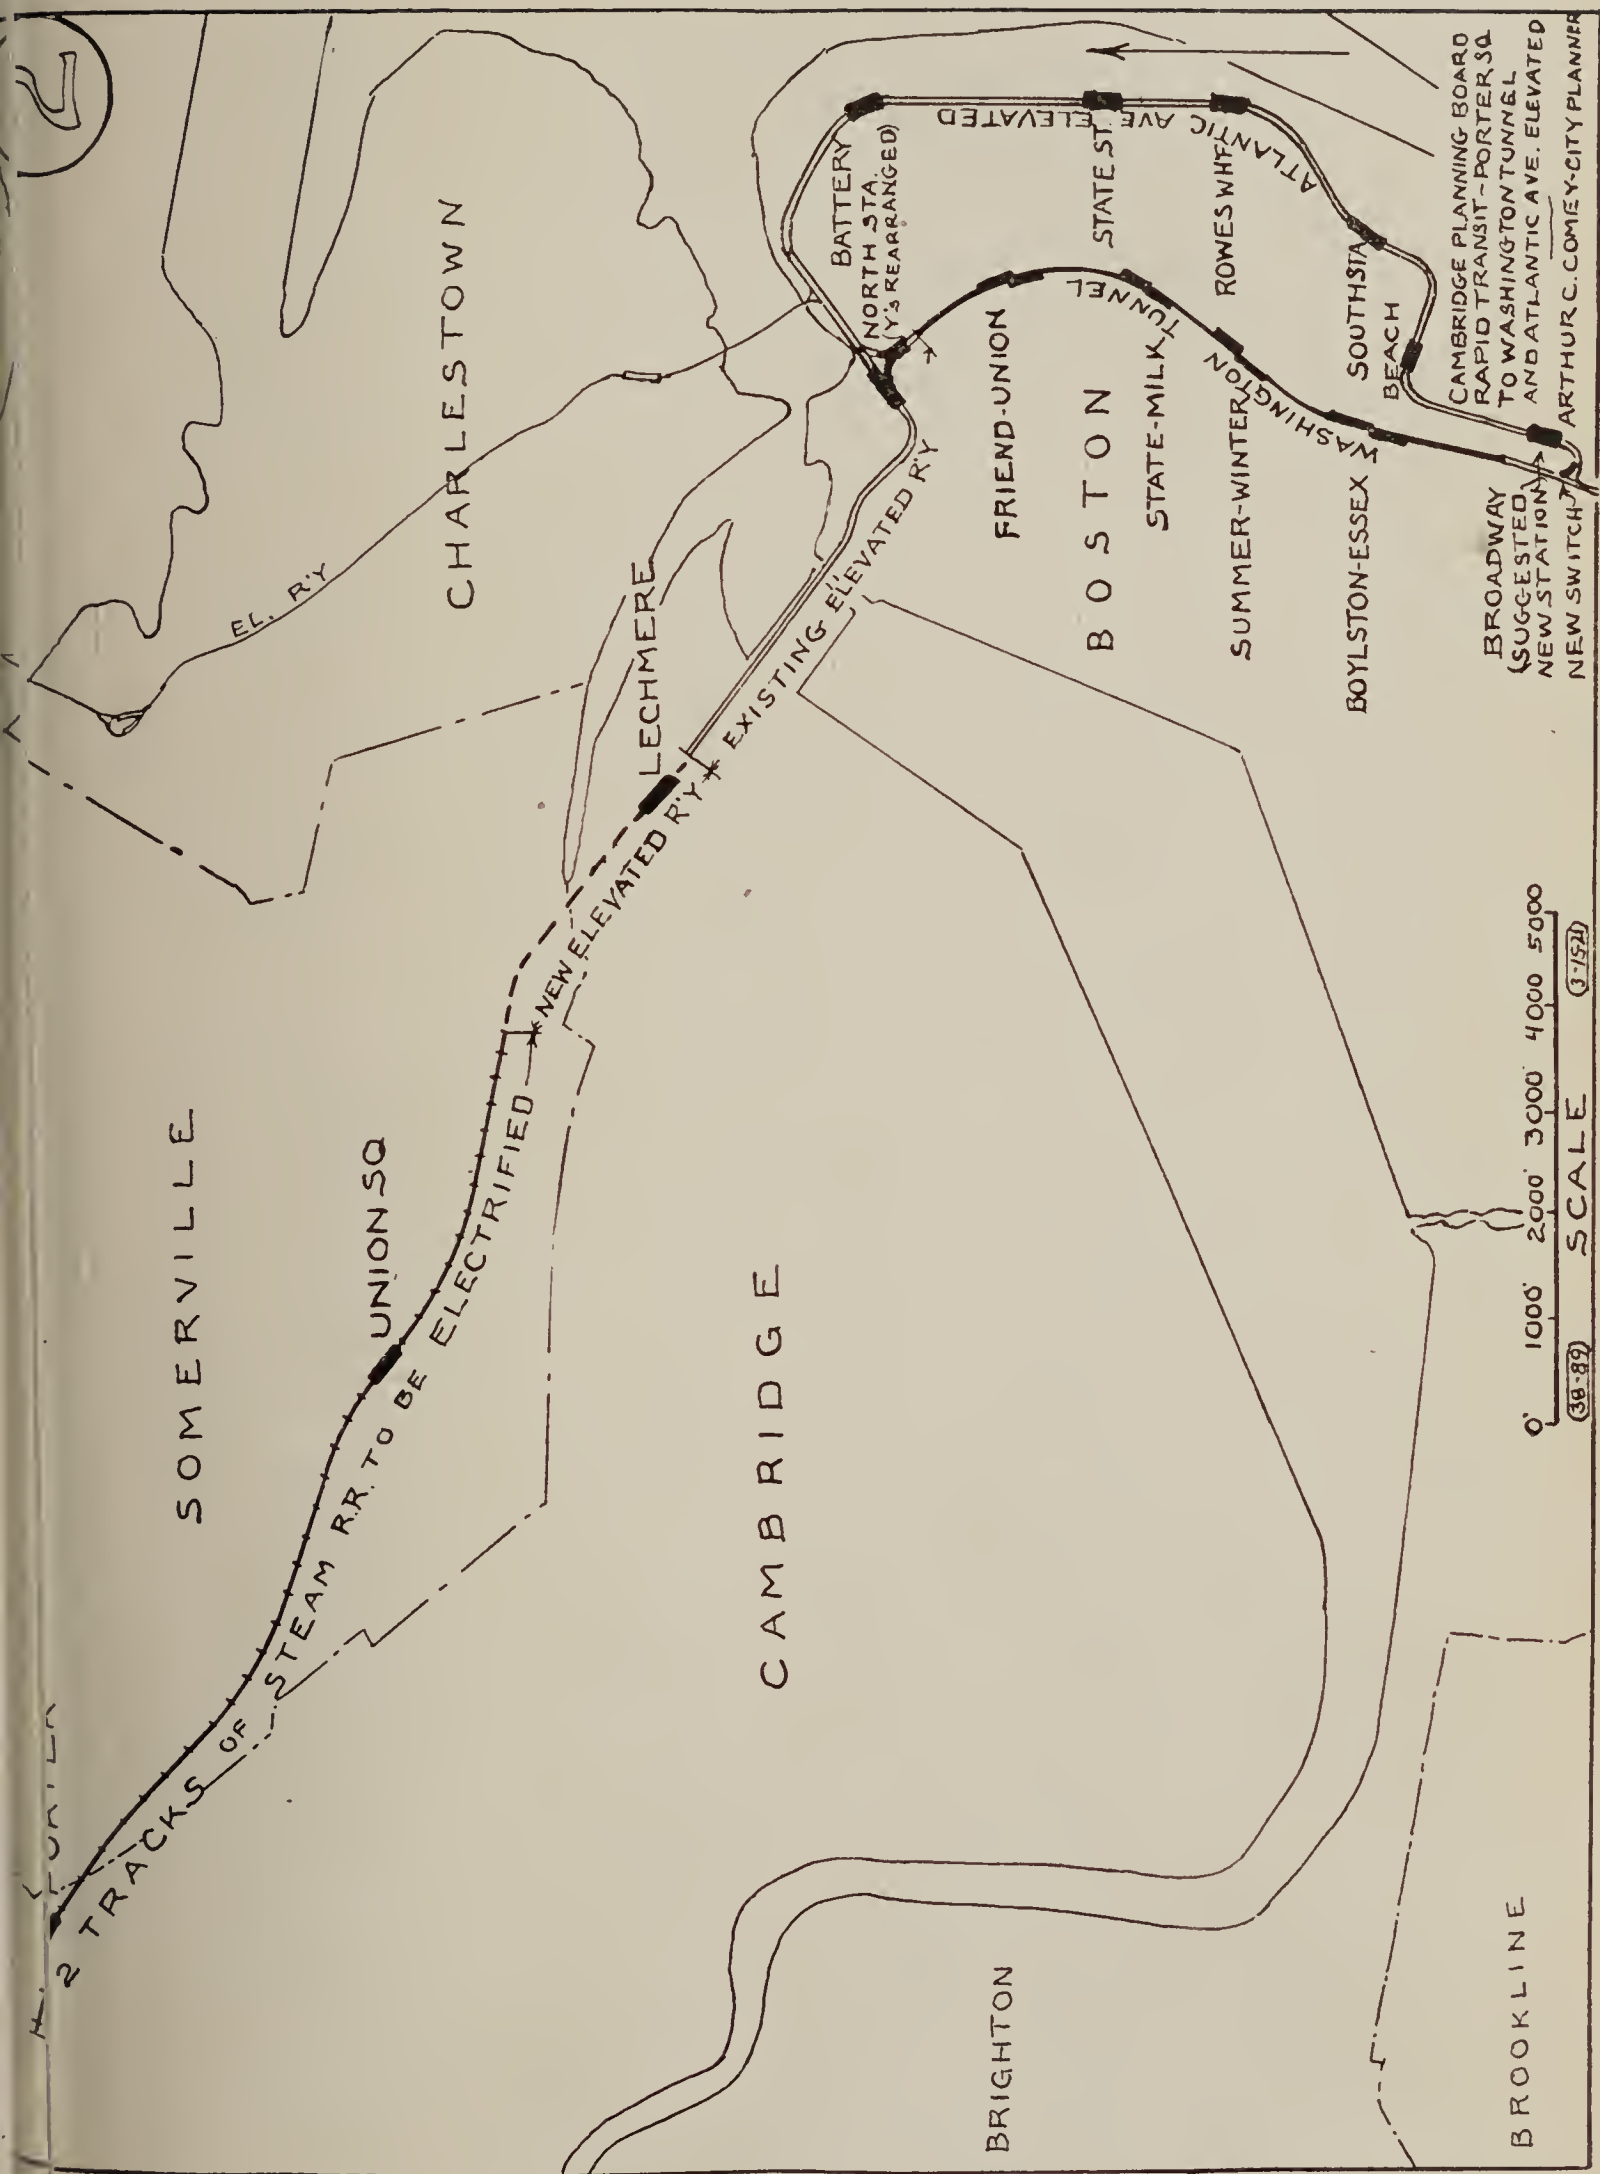 SOMERVILLE
CHARLESTOWN
EL. R'Y
UNION SQ
2 TRACKS OF STEAM R.R. TO BE ELECTRIFIED
NEW ELEVATED R'Y
LECHMERE
EXISTING ELEVATED R'Y
CAMBRIDGE
BRIGHTON
BROOKLINE
BOSTON
BATTERY
NORTH STA.
(Y'S REARRANGED)
ATLANTIC AVE ELEVATED
STATE ST.
ROWES WHF
SOUTH STA
BEACH
FRIEND-UNION
STATE-MILK
SUMMER-WINTER
BOYLSTON-ESSEX
WASHINGTON TUNNEL
BROADWAY
(SUGGESTED
NEW STATION)
NEW SWITCH
CAMBRIDGE PLANNING BOARD
RAPID TRANSIT-PORTER SQ
TO WASHINGTON TUNNEL
AND ATLANTIC AVE. ELEVATED
ARTHUR C. COMEY-CITY PLANNER
0' 1000' 2000' 3000' 4000 5000
38-89 SCALE